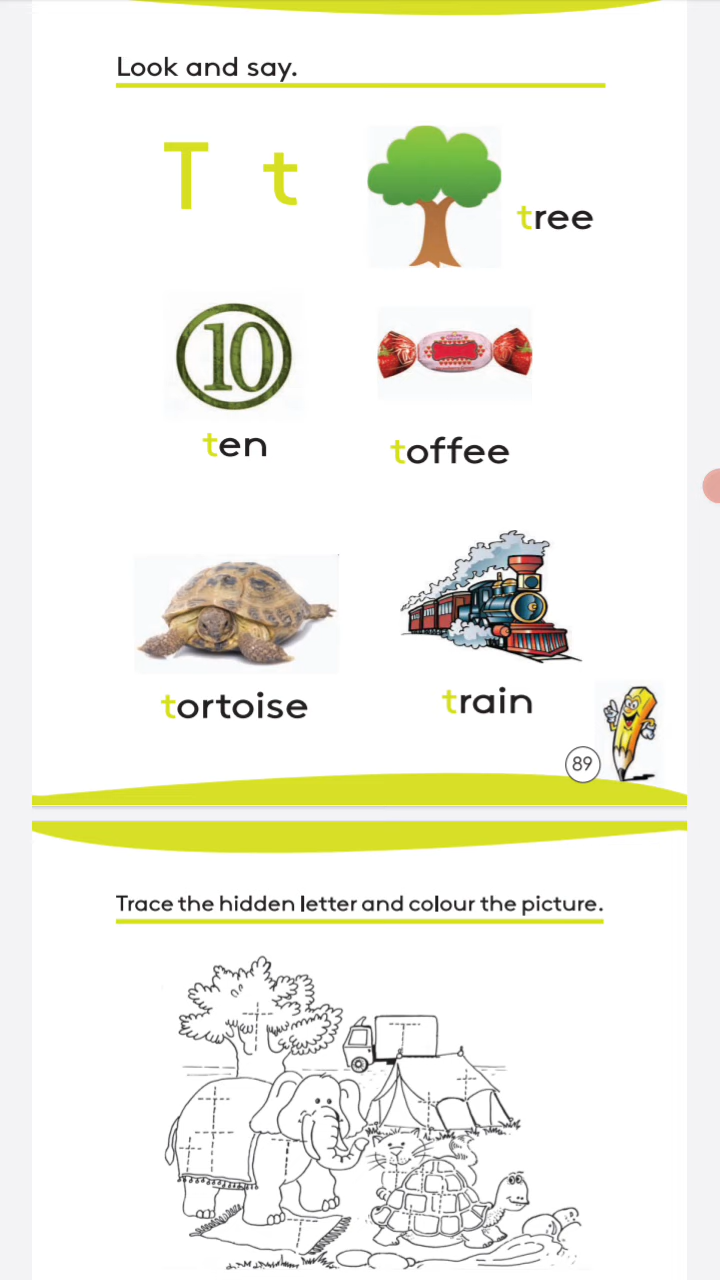 Look and say.
T t
tree
10
ten
toffee
tortoise
train
89
Trace the hidden letter and colour the picture.